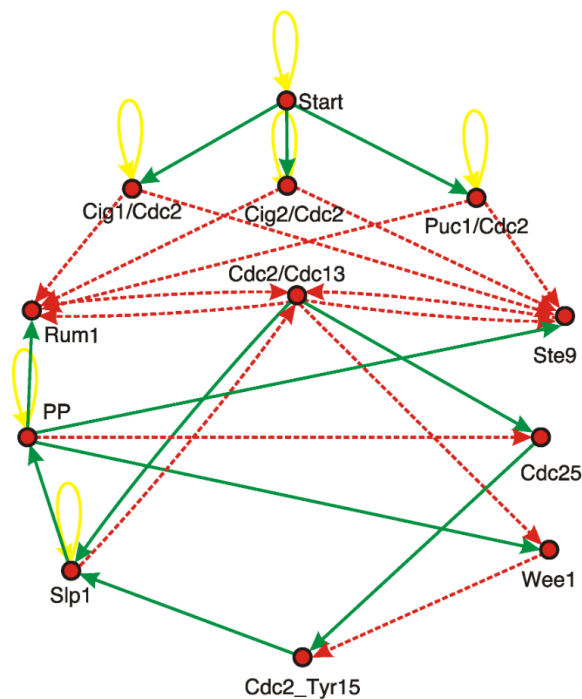 Start
Cig1/Cdc2
Cig2/Cdc2
Puc1/Cdc2
Cdc2/Cdc13
Rum1
Ste9
PP
Cdc25
Wee1
Slp1
Cdc2_Tyr15